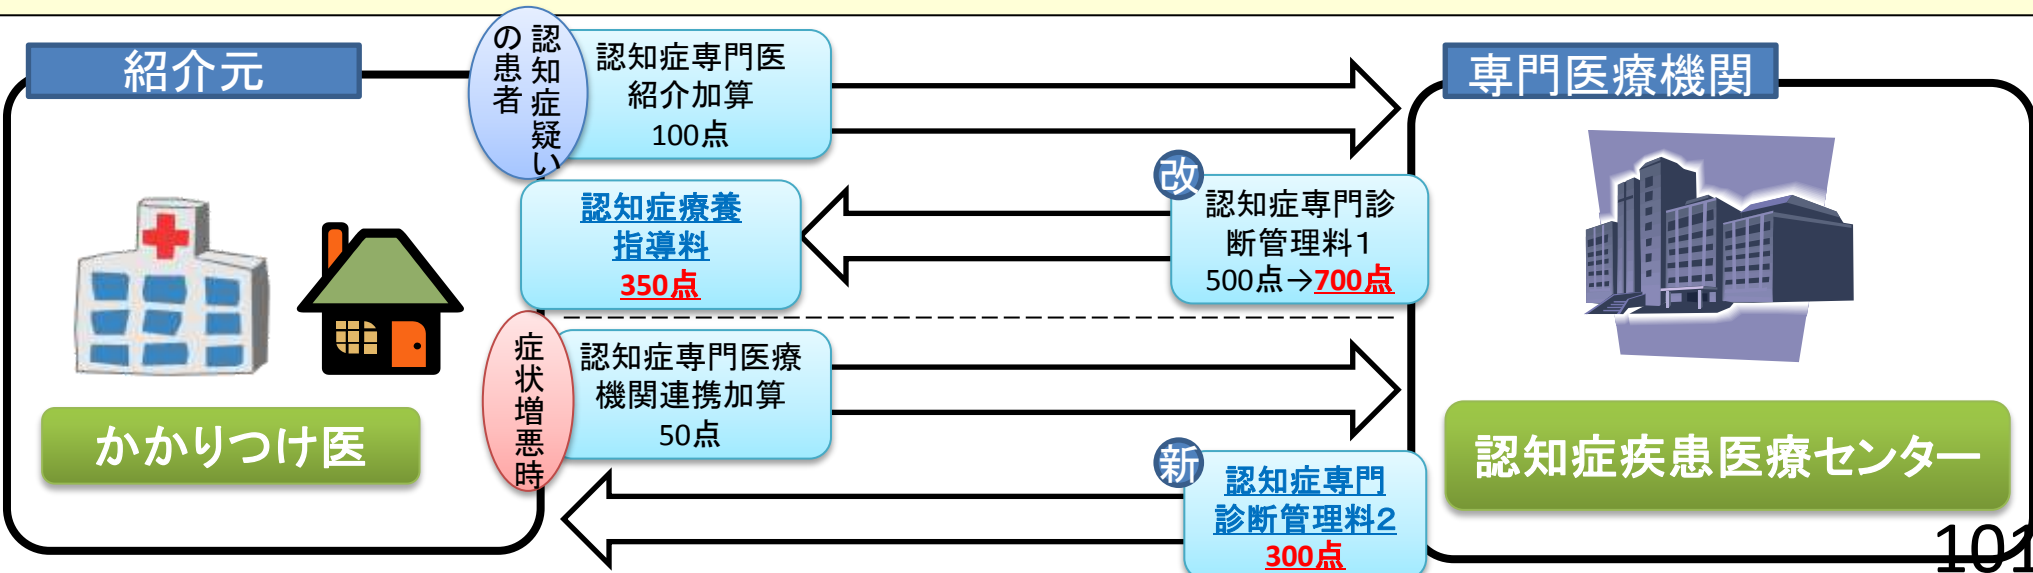 紹介元
認知症疑い
の患者
認知症専門医
紹介加算
100点
専門医療機関
認知症療養
指導料
350点
改
認知症専門診
断管理料1
500点→700点
症状増悪時
認知症専門医療
機関連携加算
50点
かかりつけ医
新
認知症専門
診断管理料2
300点
認知症疾患医療センター
101